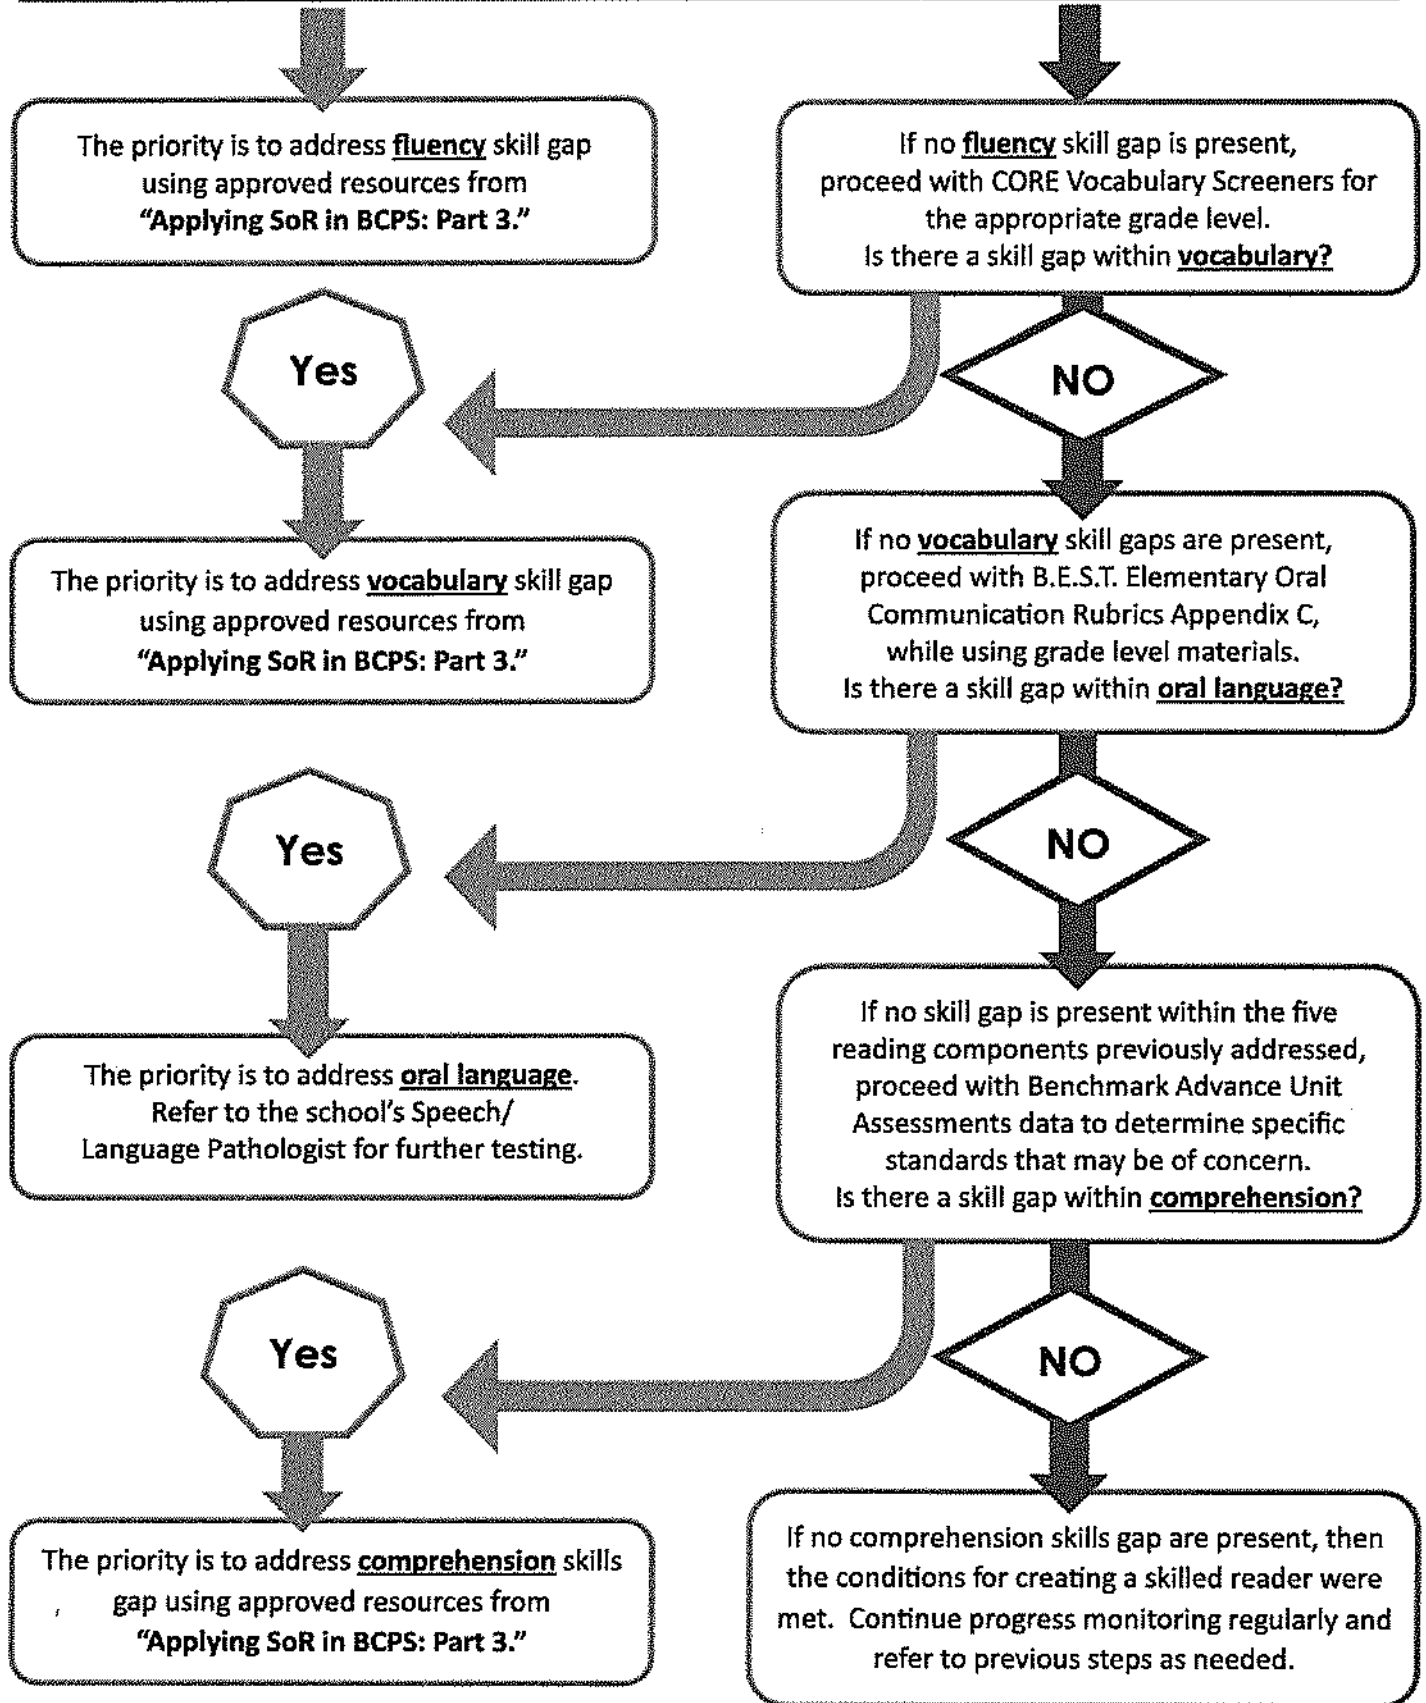 The priority is to address fluency skill gap
using approved resources from
“Applying SoR in BCPS: Part 3.”
If no fluency skill gap is present,
proceed with CORE Vocabulary Screeners for
the appropriate grade level.
Is there a skill gap within vocabulary?
Yes
NO
The priority is to address vocabulary skill gap
using approved resources from
“Applying SoR in BCPS: Part 3.”
If no vocabulary skill gaps are present,
proceed with B.E.S.T. Elementary Oral
Communication Rubrics Appendix C,
while using grade level materials.
Is there a skill gap within oral language?
Yes
NO
The priority is to address oral language.
Refer to the school’s Speech/
Language Pathologist for further testing.
If no skill gap is present within the five
reading components previously addressed,
proceed with Benchmark Advance Unit
Assessments data to determine specific
standards that may be of concern.
Is there a skill gap within comprehension?
Yes
NO
The priority is to address comprehension skills
gap using approved resources from
“Applying SoR in BCPS: Part 3.”
If no comprehension skills gap are present, then
the conditions for creating a skilled reader were
met. Continue progress monitoring regularly and
refer to previous steps as needed.